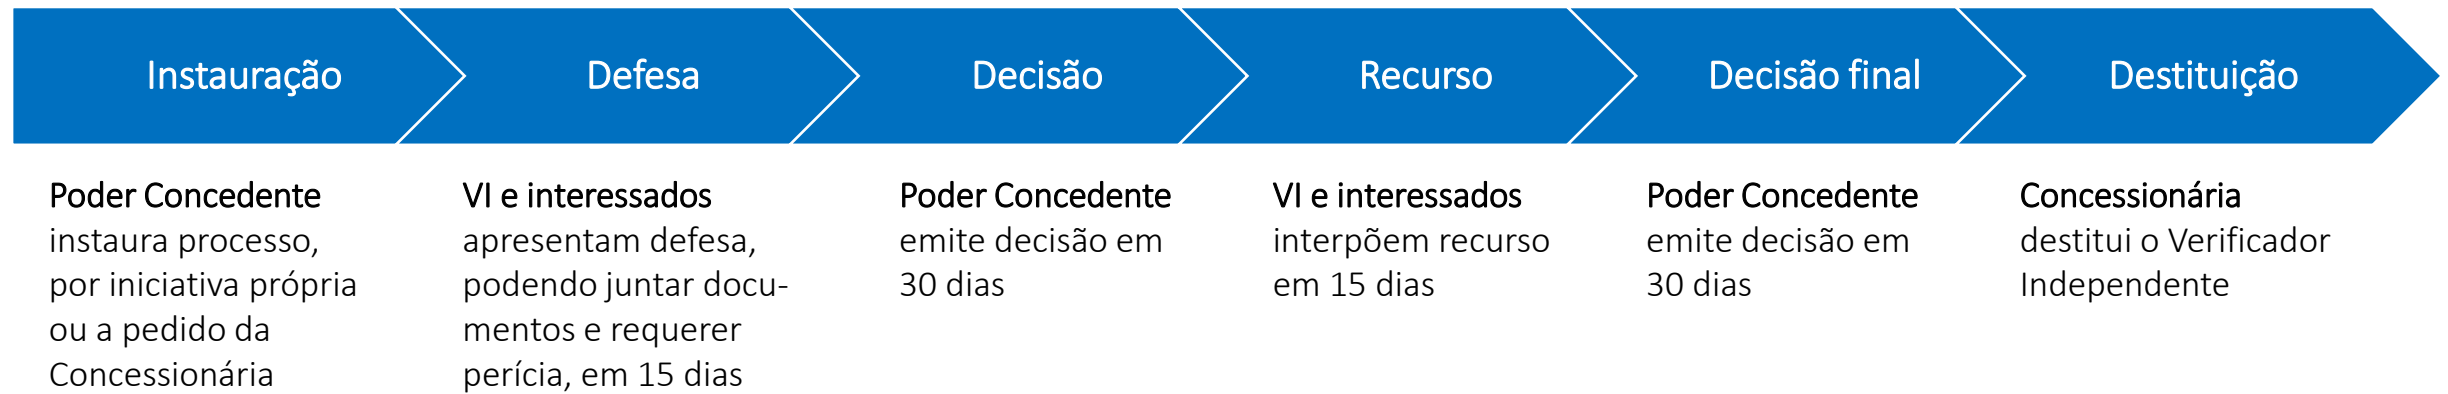 Instauração
Defesa
Decisão
Recurso
Decisão final
Destituição
Poder Concedente
instaura processo,
por iniciativa própria
ou a pedido da
Concessionária
VI e interessados
apresentam defesa,
podendo juntar docu-
mentos e requerer
perícia, em 15 dias
Poder Concedente
emite decisão em
30 dias
VI e interessados
interpõem recurso
em 15 dias
Poder Concedente
emite decisão em
30 dias
Concessionária
destitui o Verificador
Independente